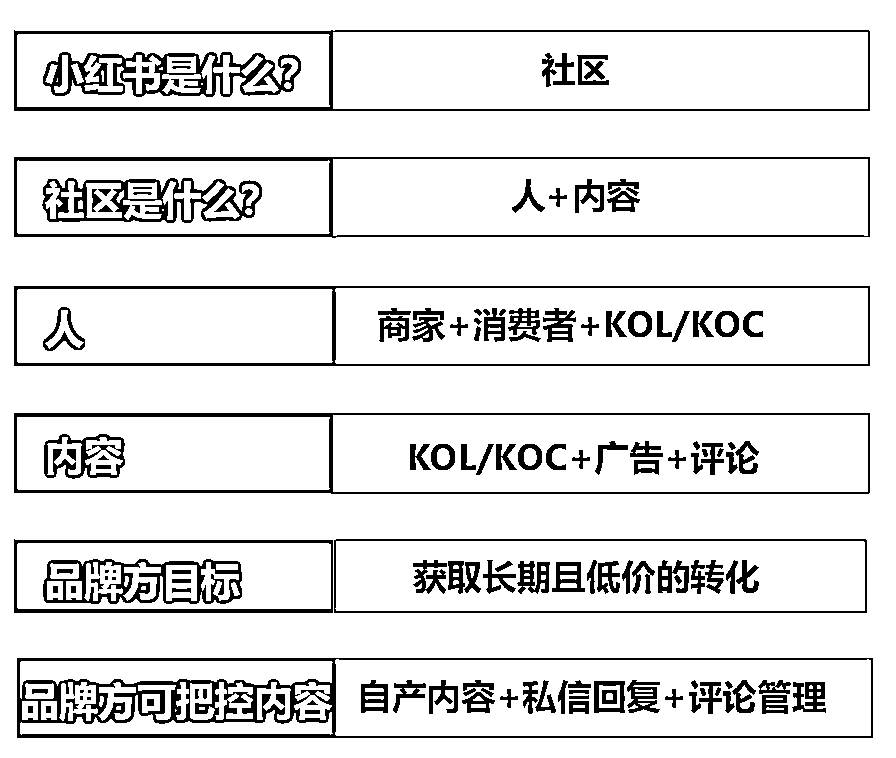 小红书是什么? 社区
社区是什么? 人+内容
人 商家+消费者+KOL/KOC
内容 KOL/KOC+广告+评论
品牌方目标 获取长期且低价的转化
品牌方可把控内容 自产内容+私信回复+评论管理